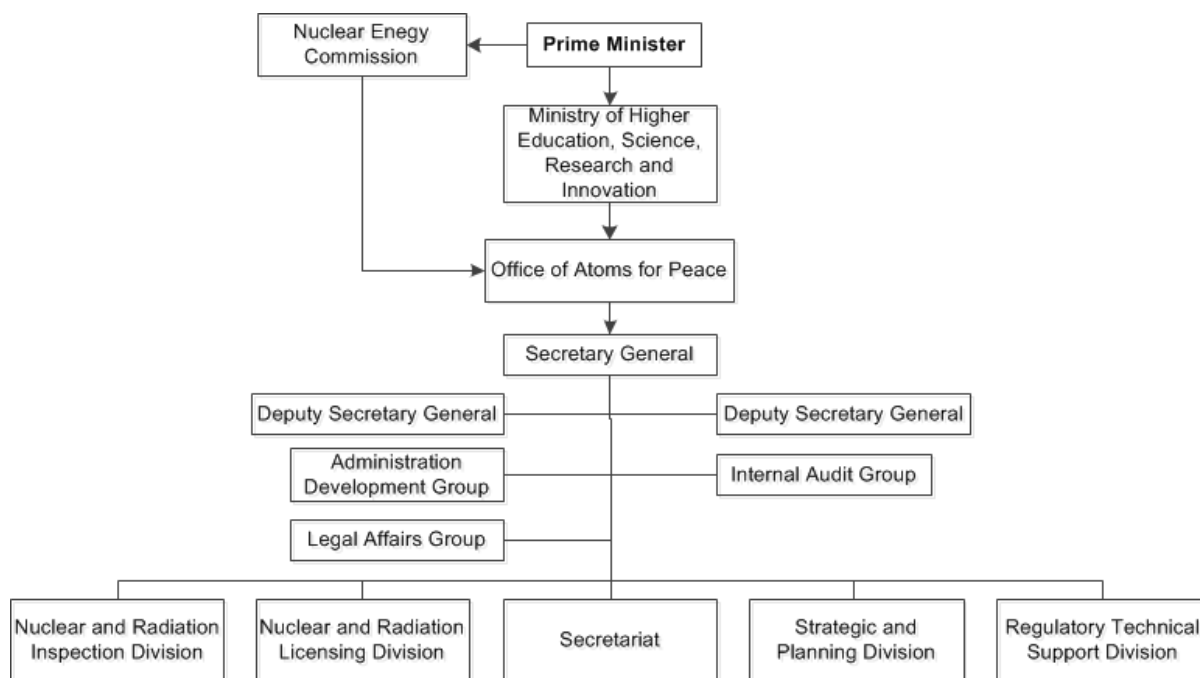 Nuclear Enegy
Commission
Prime Minister
Ministry of Higher
Education, Science,
Research and
Innovation
Office of Atoms for Peace
Secretary General
Deputy Secretary General
Deputy Secretary General
Administration
Development Group
Internal Audit Group
Legal Affairs Group
Nuclear and Radiation
Inspection Division
Nuclear and Radiation
Licensing Division
Secretariat
Strategic and
Planning Division
Regulatory Technical
Support Division